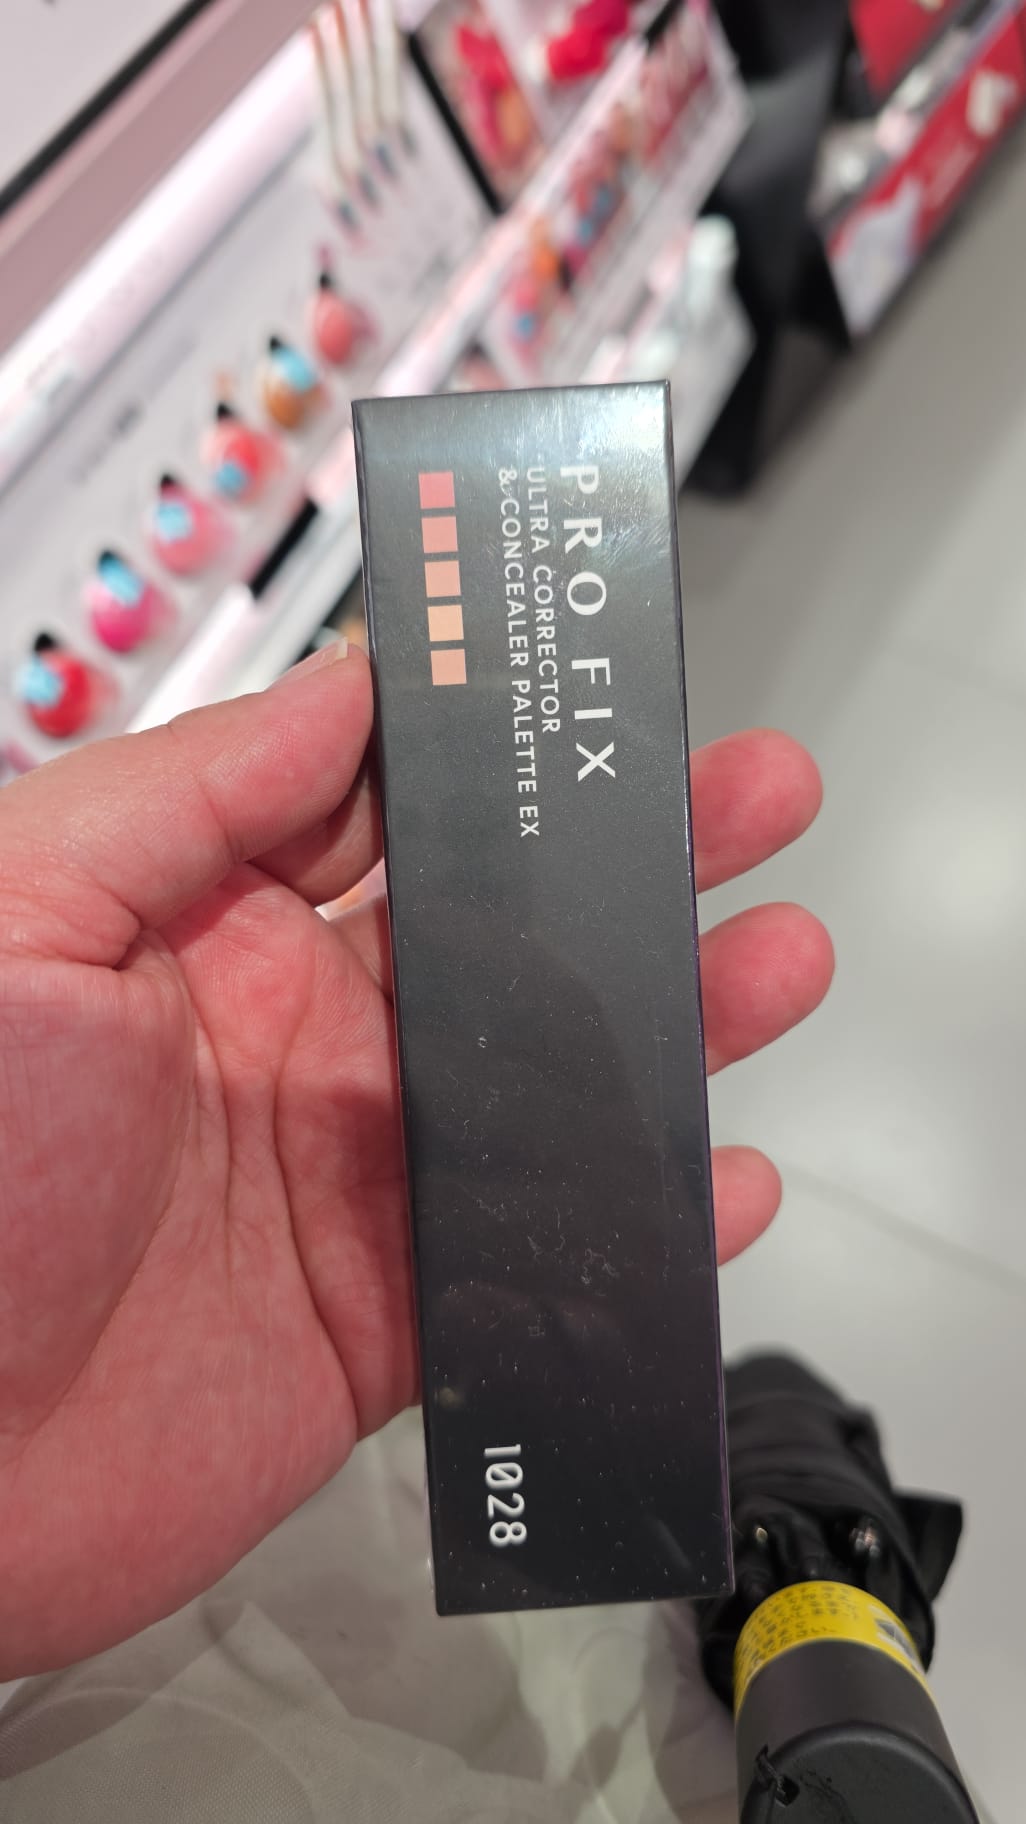 PRO FIX
ULTRA CORRECTOR
& CONCEALER PALETTE EX
1028